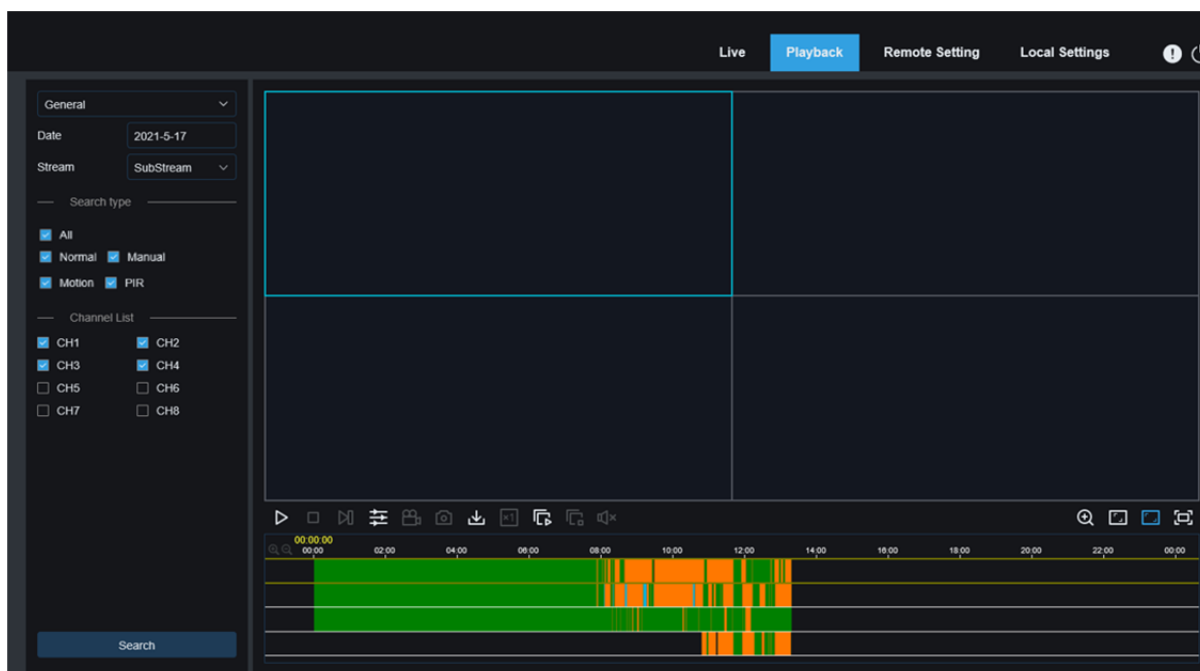 Live Playback Remote Setting Local Settings
General
Date 2021-5-17
Stream SubStream
Search type
All
Normal Manual
Motion PIR
Channel List
CH1 CH2
CH3 CH4
CH5 CH6
CH7 CH8
Search
×1
00:00:00
00:00 02:00 04:00 06:00 08:00 10:00 12:00 14:00 16:00 18:00 20:00 22:00 00:00